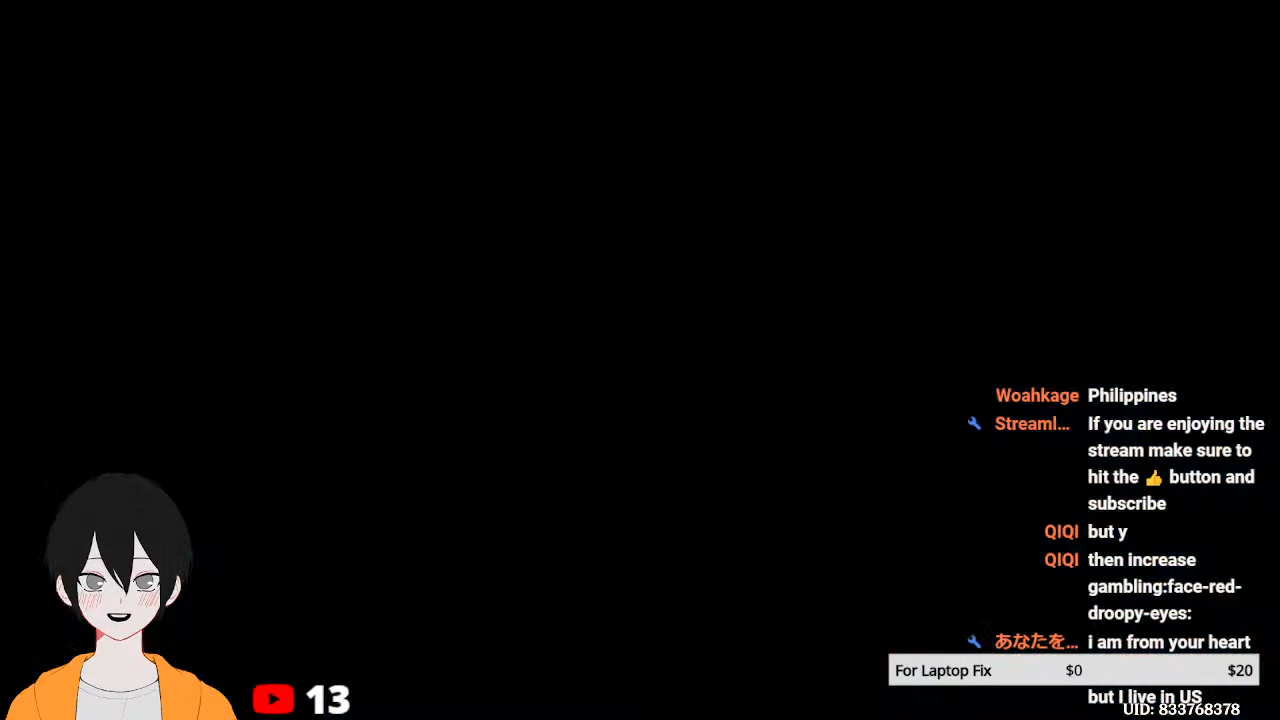 Woahkage Philippines
Streaml... If you are enjoying the
stream make sure to
hit the 👍 button and
subscribe
QIQI but y
QIQI then increase
gambling:face-red-
droopy-eyes:
あなたを... i am from your heart
For Laptop Fix $0 $20
but I live in US
13
UID: 833768378